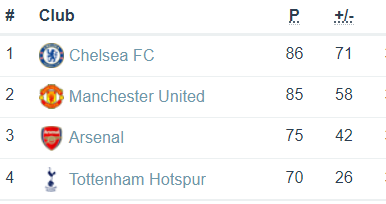 # Club P +/-
1 Chelsea FC 86 71
2 Manchester United 85 58
3 Arsenal 75 42
4 Tottenham Hotspur 70 26